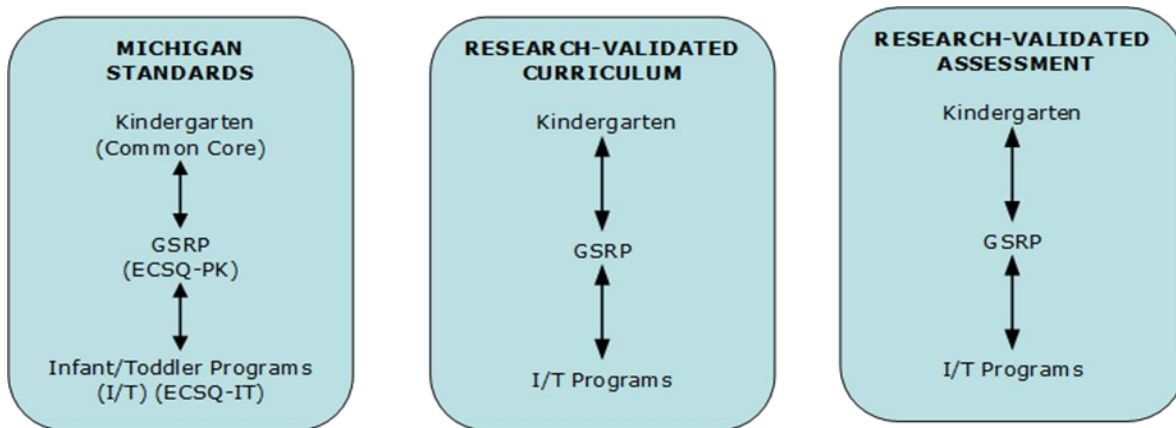 MICHIGAN
STANDARDS
Kindergarten
(Common Core)
GSRP
(ECSQ-PK)
Infant/Toddler Programs
(I/T) (ECSQ-IT)
RESEARCH-VALIDATED
CURRICULUM
Kindergarten
GSRP
I/T Programs
RESEARCH-VALIDATED
ASSESSMENT
Kindergarten
GSRP
I/T Programs